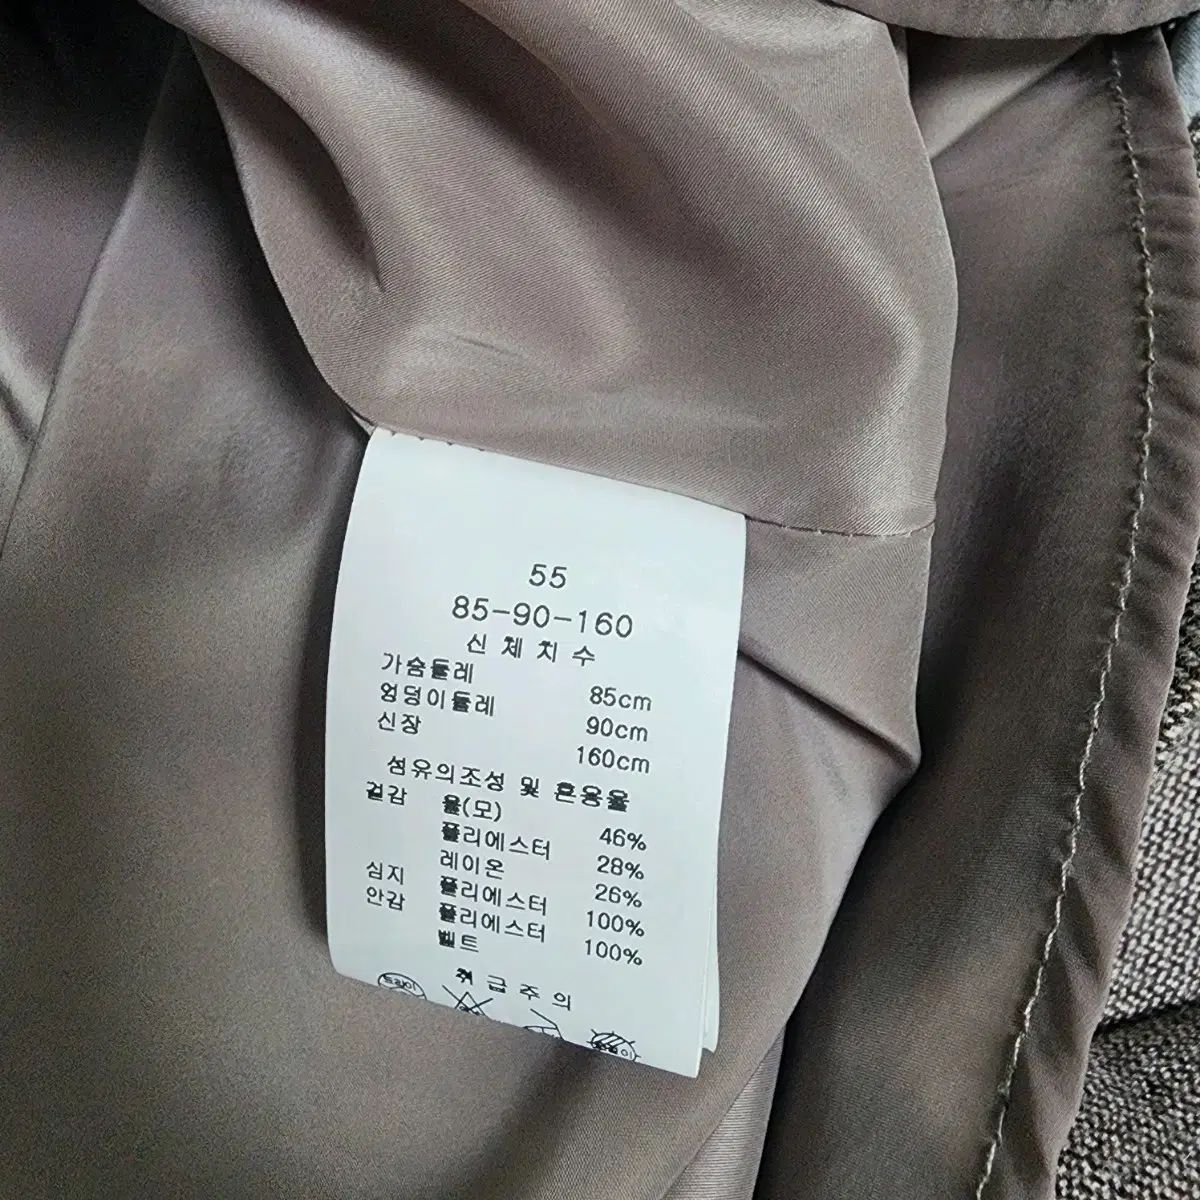 55
85-90-160
신체치수
가슴둘레 85cm
엉덩이둘레 90cm
신장 160cm
섬유의조성 및 혼용율
겉감 울(모) 46%
폴리에스터 28%
레이온 26%
심지 폴리에스터 100%
안감 폴리에스터 100%
벨트
취급주의
드라이